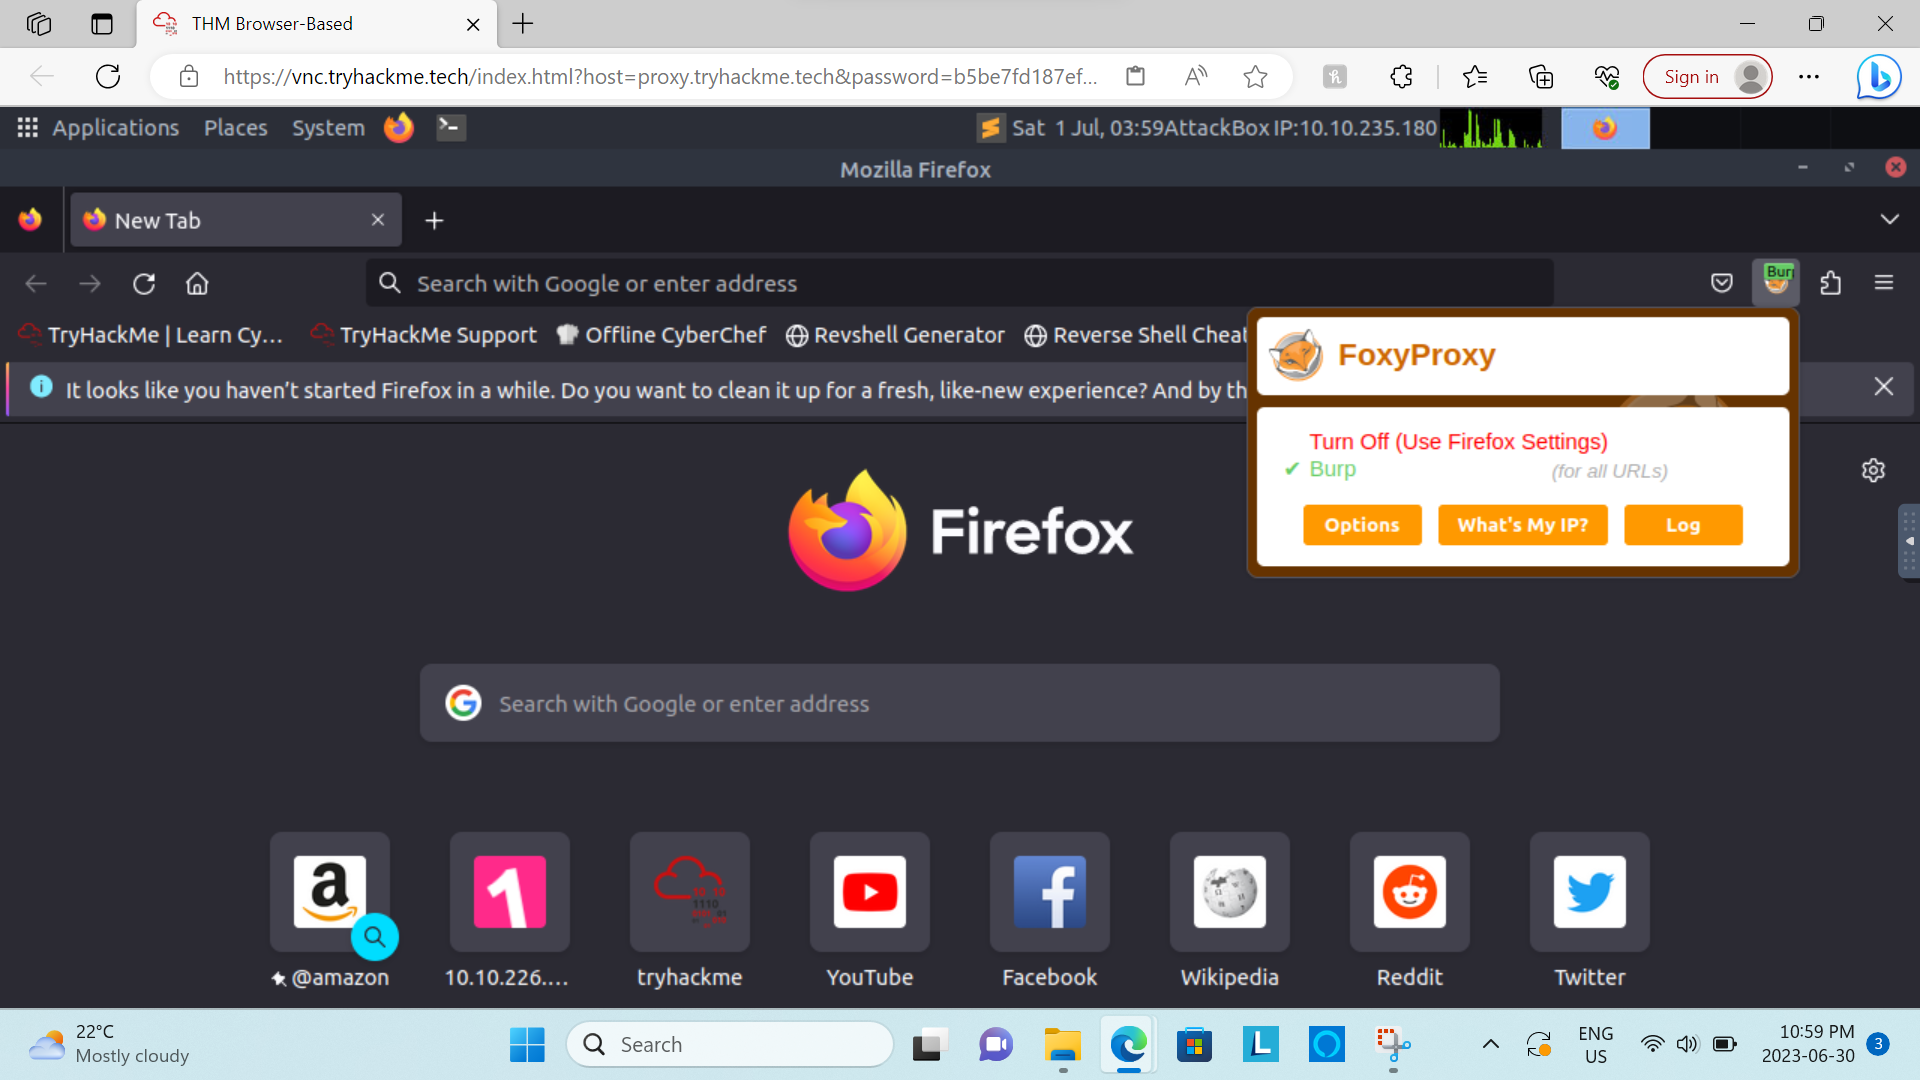 THM Browser-Based
https://vnc.tryhackme.tech/index.html?host=proxy.tryhackme.tech&password=b5be7fd187ef...
Sign in
Applications Places System
Sat 1 Jul, 03:59 AttackBox IP:10.10.235.180
Mozilla Firefox
New Tab
Search with Google or enter address
Burp
TryHackMe | Learn Cy... TryHackMe Support Offline CyberChef Revshell Generator Reverse Shell Cheat
FoxyProxy
It looks like you haven't started Firefox in a while. Do you want to clean it up for a fresh, like-new experience? And by th
Turn Off (Use Firefox Settings)
✔ Burp (for all URLs)
Options What's My IP? Log
Firefox
Search with Google or enter address
@amazon 10.10.226.... tryhackme YouTube Facebook Wikipedia Reddit Twitter
22°C
Mostly cloudy
Search
ENG
US
10:59 PM
2023-06-30
3